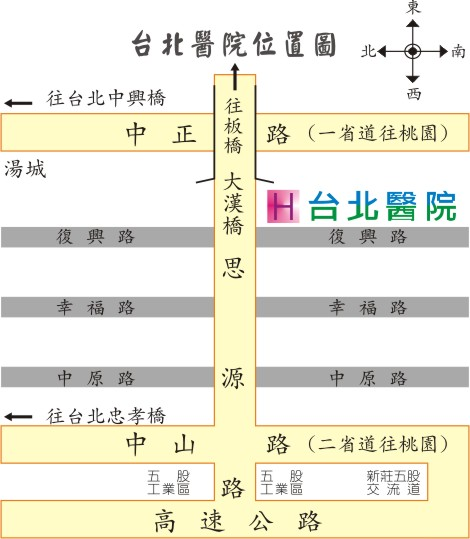 台北醫院位置圖
東
北
南
西
往台北中興橋
往板橋
中正路(一省道往桃園)
湯城
大漢橋
H 台北醫院
復興路
復興路
思源路
幸福路
幸福路
中原路
中原路
往台北忠孝橋
中山路(二省道往桃園)
五股
工業區
五股
工業區
新莊五股
交流道
高速公路